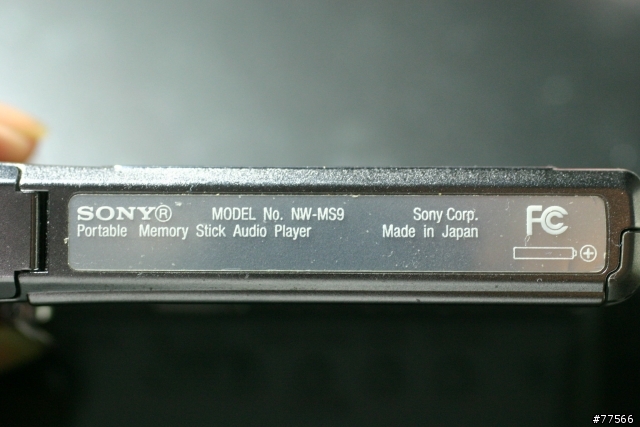 SONY® MODEL No. NW-MS9 Sony Corp. FC
Portable Memory Stick Audio Player Made in Japan
#77566